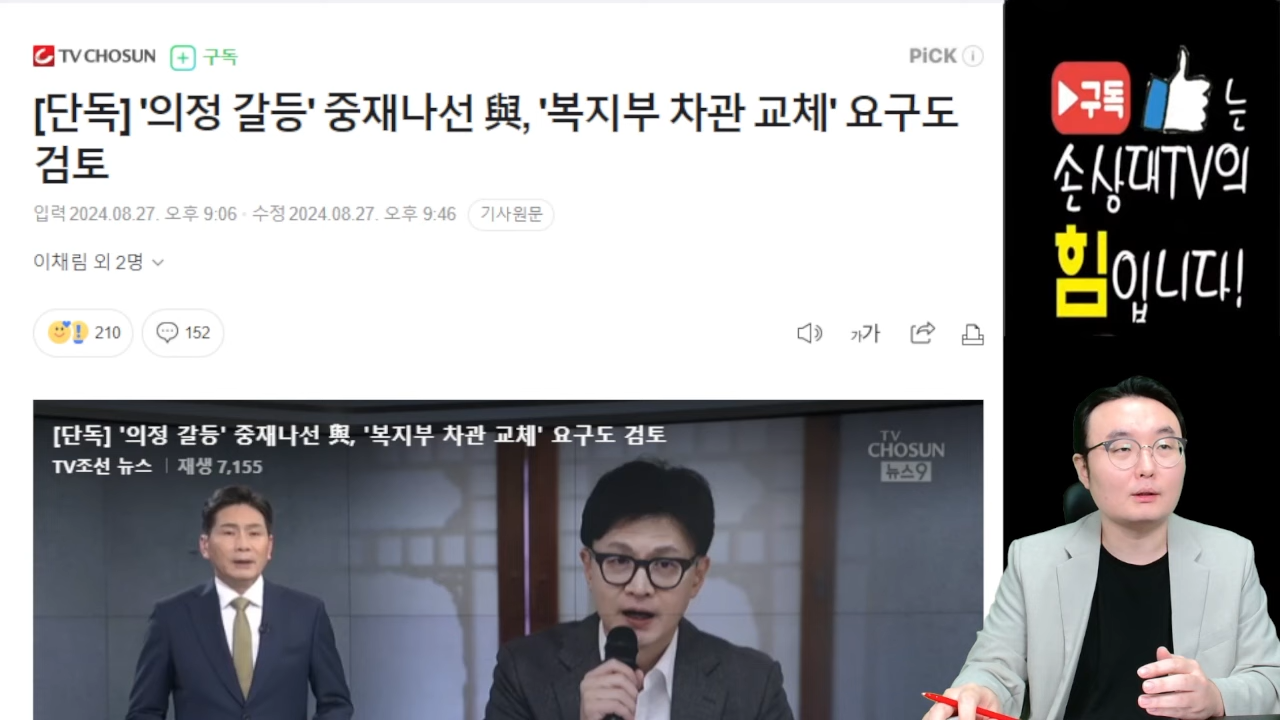 TV CHOSUN 구독
PiCK
[단독] '의정 갈등' 중재나선 與, '복지부 차관 교체' 요구도
검토
입력 2024.08.27. 오후 9:06 · 수정 2024.08.27. 오후 9:46 기사원문
이채림 외 2명
210 152
가가
[단독] '의정 갈등' 중재나선 與, '복지부 차관 교체' 요구도 검토
TV조선 뉴스 | 재생 7,155
TV
CHOSUN
뉴스9
구독 는
손상대TV의
힘입니다!